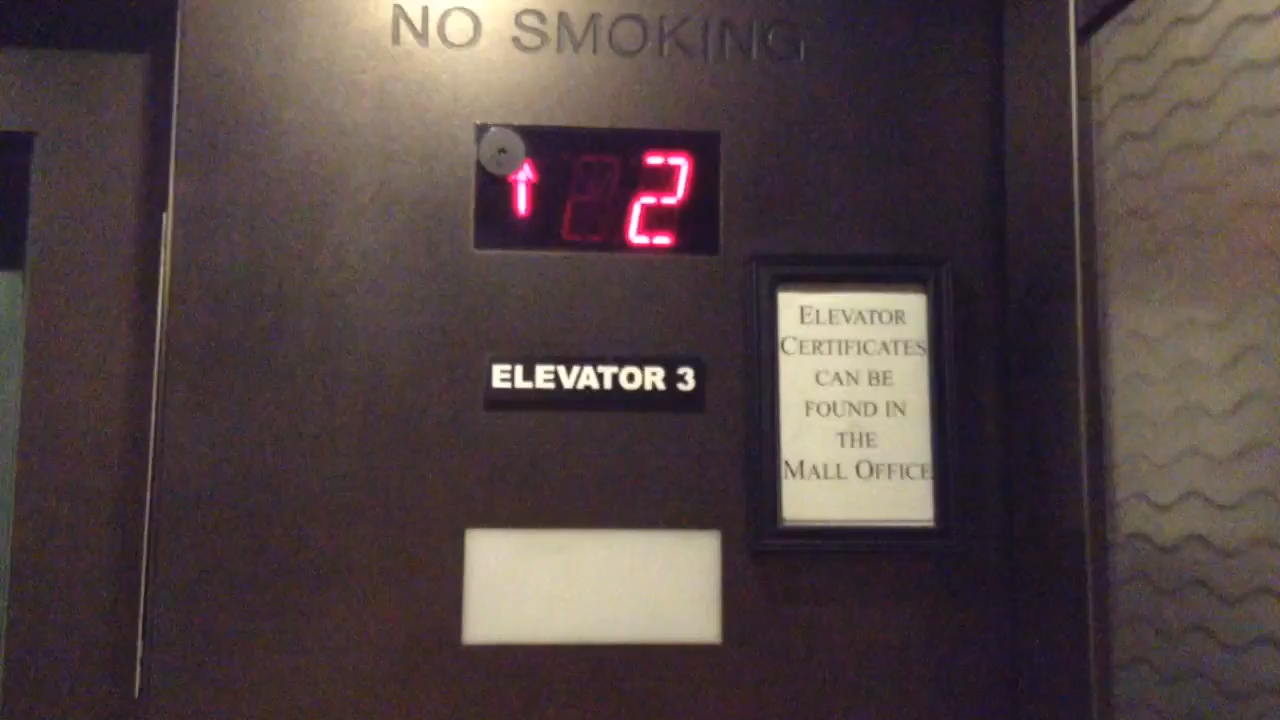 NO SMOKING
2
ELEVATOR 3
ELEVATOR
CERTIFICATES
CAN BE
FOUND IN
THE
MALL OFFICE